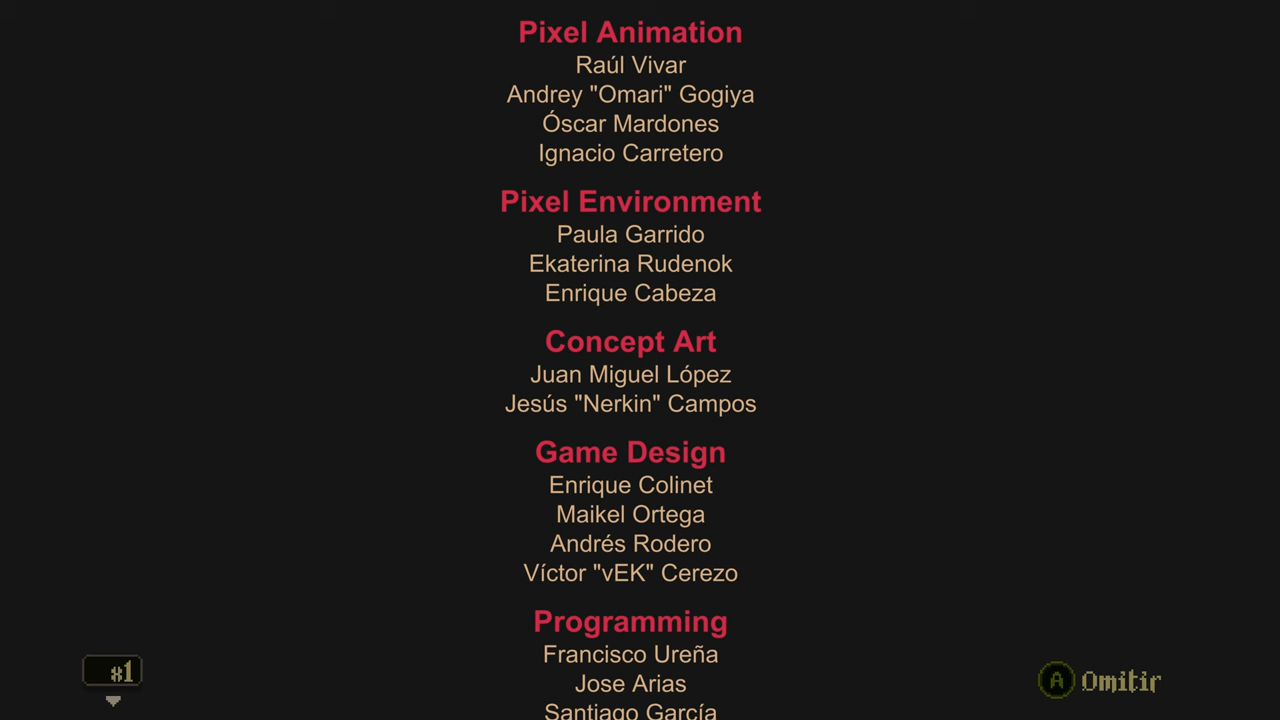 Pixel Animation
Raúl Vivar
Andrey "Omari" Gogiya
Óscar Mardones
Ignacio Carretero
Pixel Environment
Paula Garrido
Ekaterina Rudenok
Enrique Cabeza
Concept Art
Juan Miguel López
Jesús "Nerkin" Campos
Game Design
Enrique Colinet
Maikel Ortega
Andrés Rodero
Víctor "vEK" Cerezo
Programming
Francisco Ureña
Jose Arias
Santiago García
x1
A Omitir